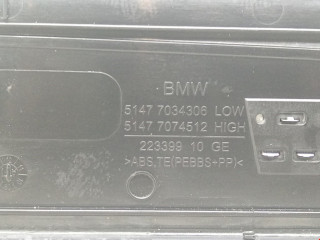 BMW
5147 7034306 LOW
5147 7074512 HIGH
223399 10 GE
>ABS,TE(PEBBS+PP)<